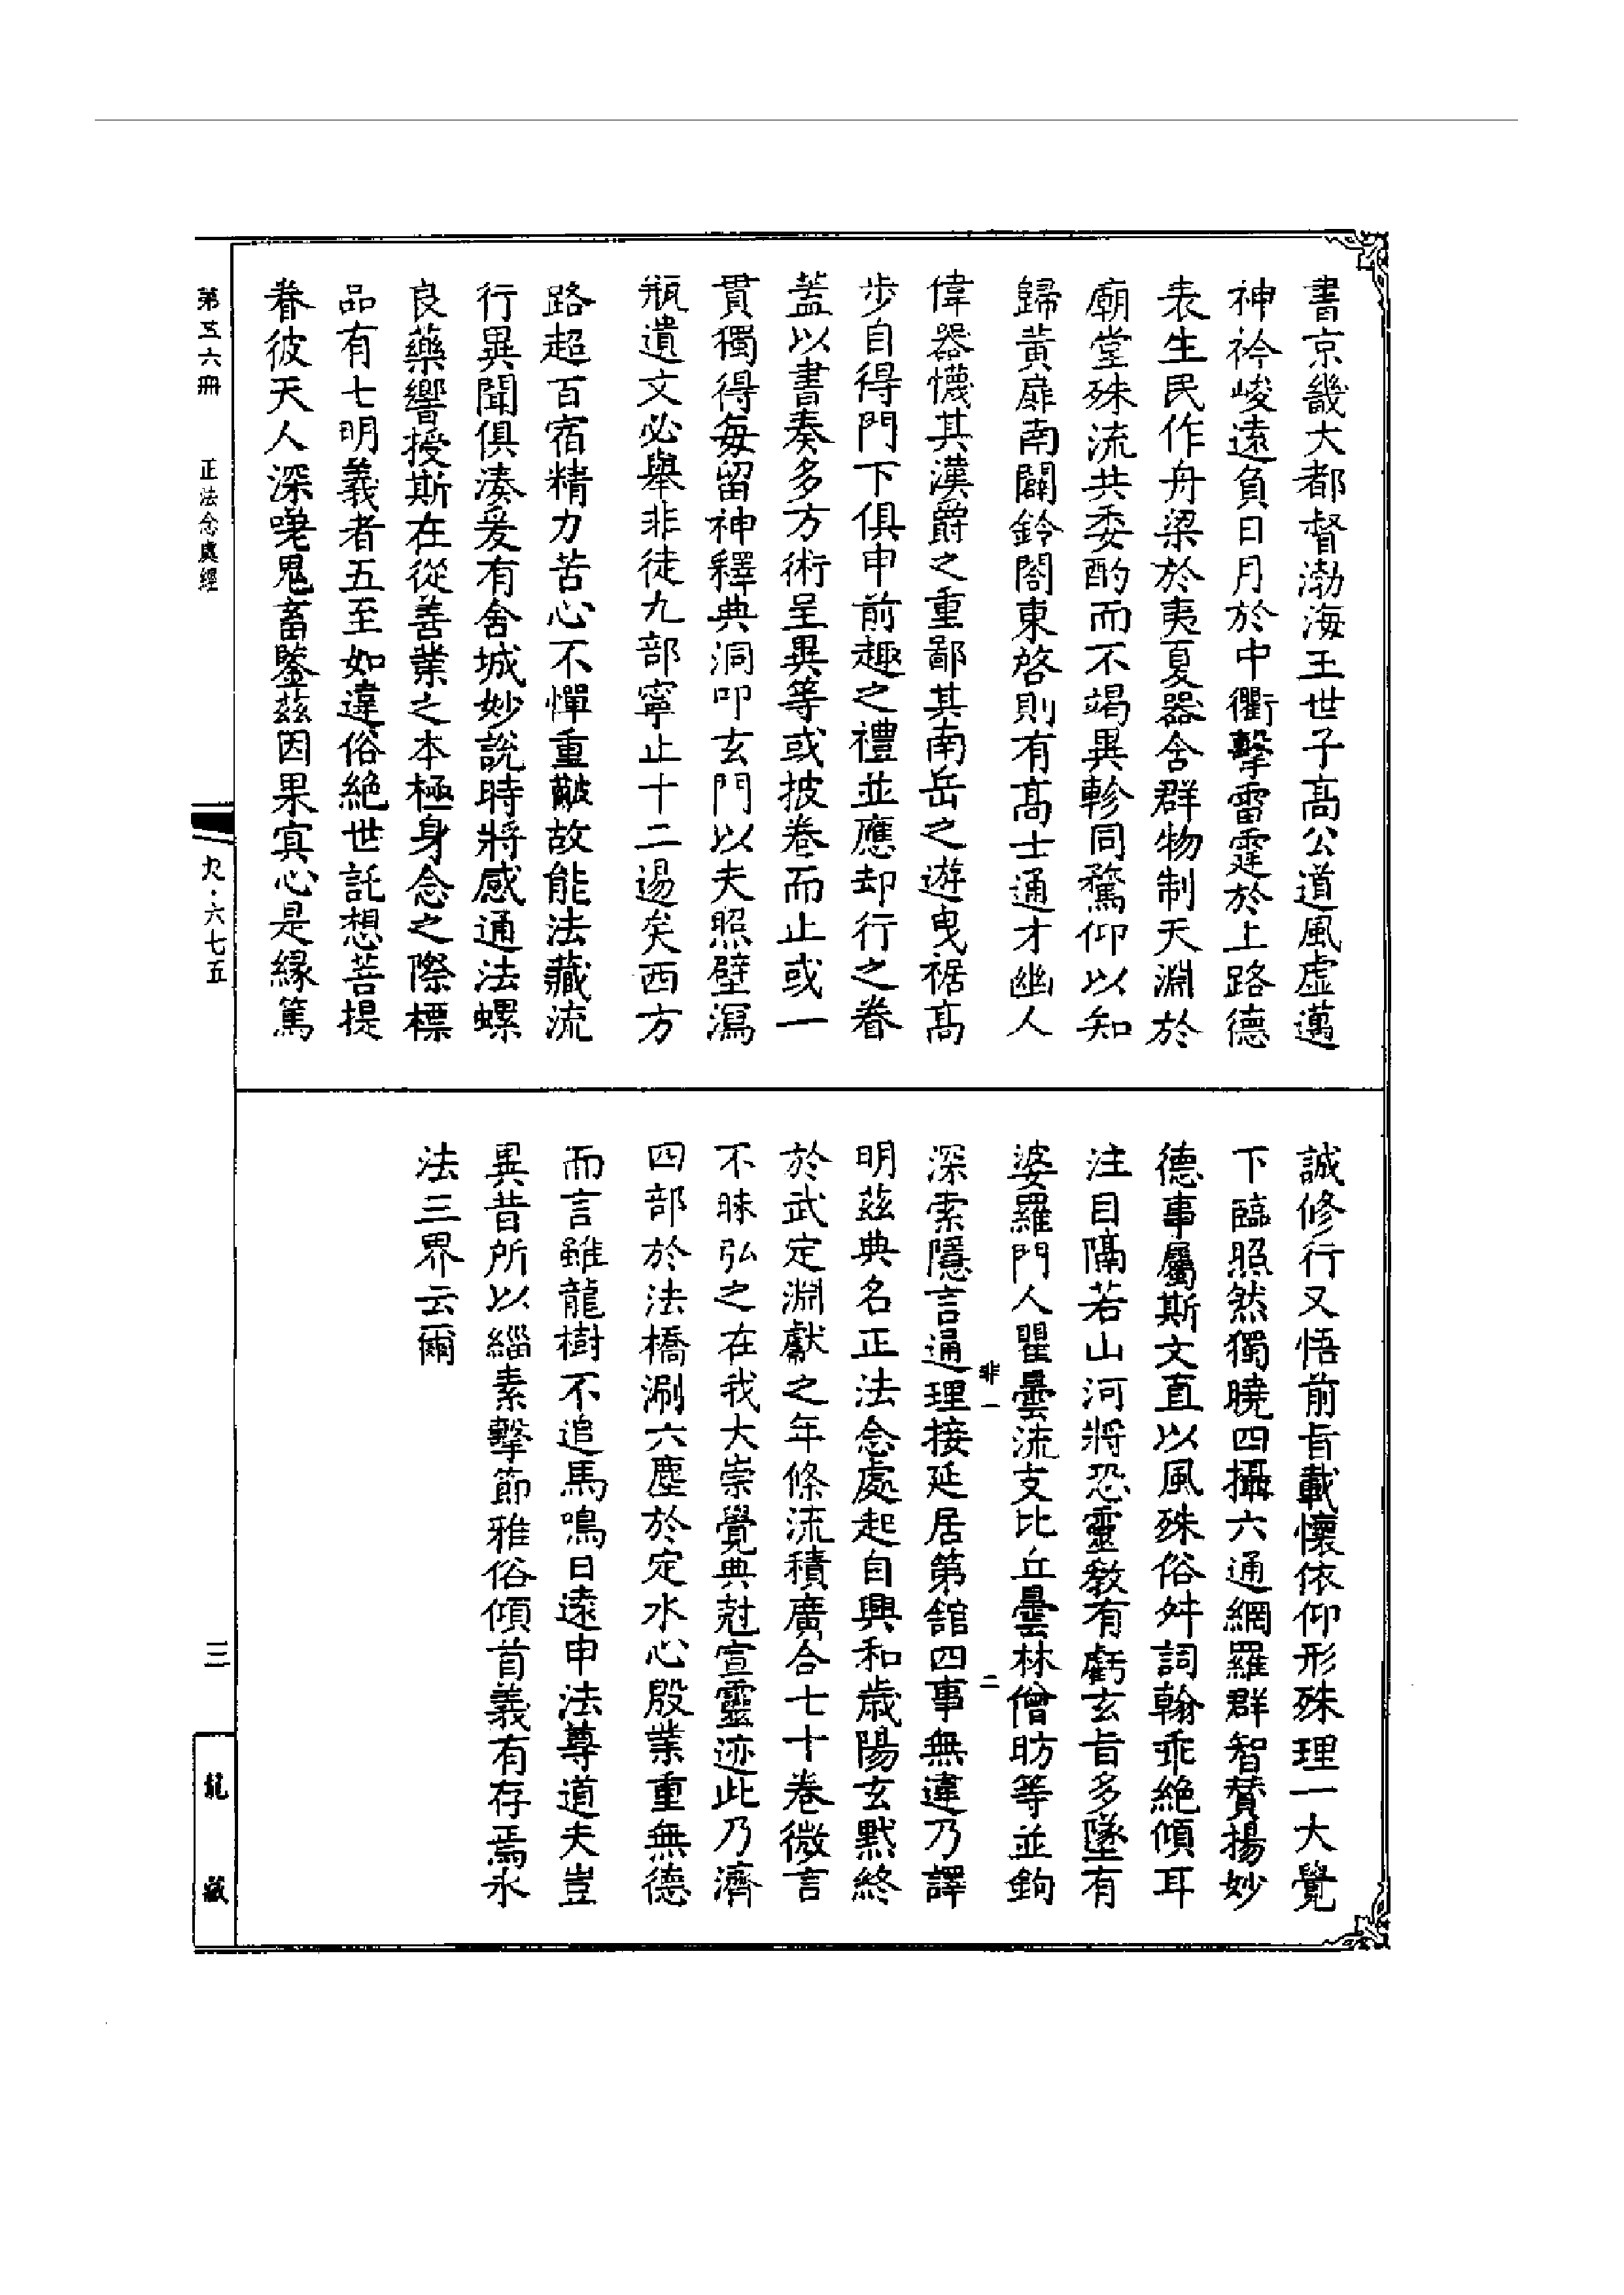 書京畿大都督渤海王世子高公道風虛邁
神衿峻遠負日月於中衢擊雷霆於上路德
表生民作舟梁於夷夏器含群物制天淵於
廟堂殊流共委酌而不竭異軫同騖仰以知
歸黃扉南闢鈴閣東啓則有高士通才幽人
偉器懱其漢爵之重鄙其南岳之遊曳裾高
步自得門下俱申前趣之禮並應却行之眷
蓋以書奏多方術呈異等或披卷而止或一
貫獨得每留神釋典洞叩玄門以夫照壁瀉
瓶遺文必舉非徒九部寧止十二逷矣西方
路超百宿精力苦心不憚重皻故能法藏流
行異聞俱湊爰有舍城妙說時將感通法螺
良藥響授斯在從善業之本極身念之際標
品有七明義者五至如違俗絕世託想菩提
眷彼天人深嗤鬼畜鑒茲因果寘心是緣篤
誠修行又悟前旨載懷依仰形殊理一大覺
下臨照然獨曉四攝六通網羅群智贊揚妙
德事屬斯文直以風殊俗舛詞翰乖絕傾耳
注目隔若山河將恐靈教有虧玄旨多墜有
婆羅門人瞿曇流支比丘曇林僧昉等並鉤
非一 二
深索隱言通理接延居第館四事無違乃譯
明茲典名正法念處起自興和歲陽玄黓終
於武定淵獻之年條流積廣合七十卷微言
不昧弘之在我大崇覺典尅宣靈迹此乃濟
四部於法橋涮六塵於定水心殷業重無德
而言雖龍樹不追馬鳴日遠申法尊道夫豈
異昔所以緇素擊節雅俗傾首義有存焉永
法三界云爾
第五六冊 正法念處經
九·六七五
三
龍藏